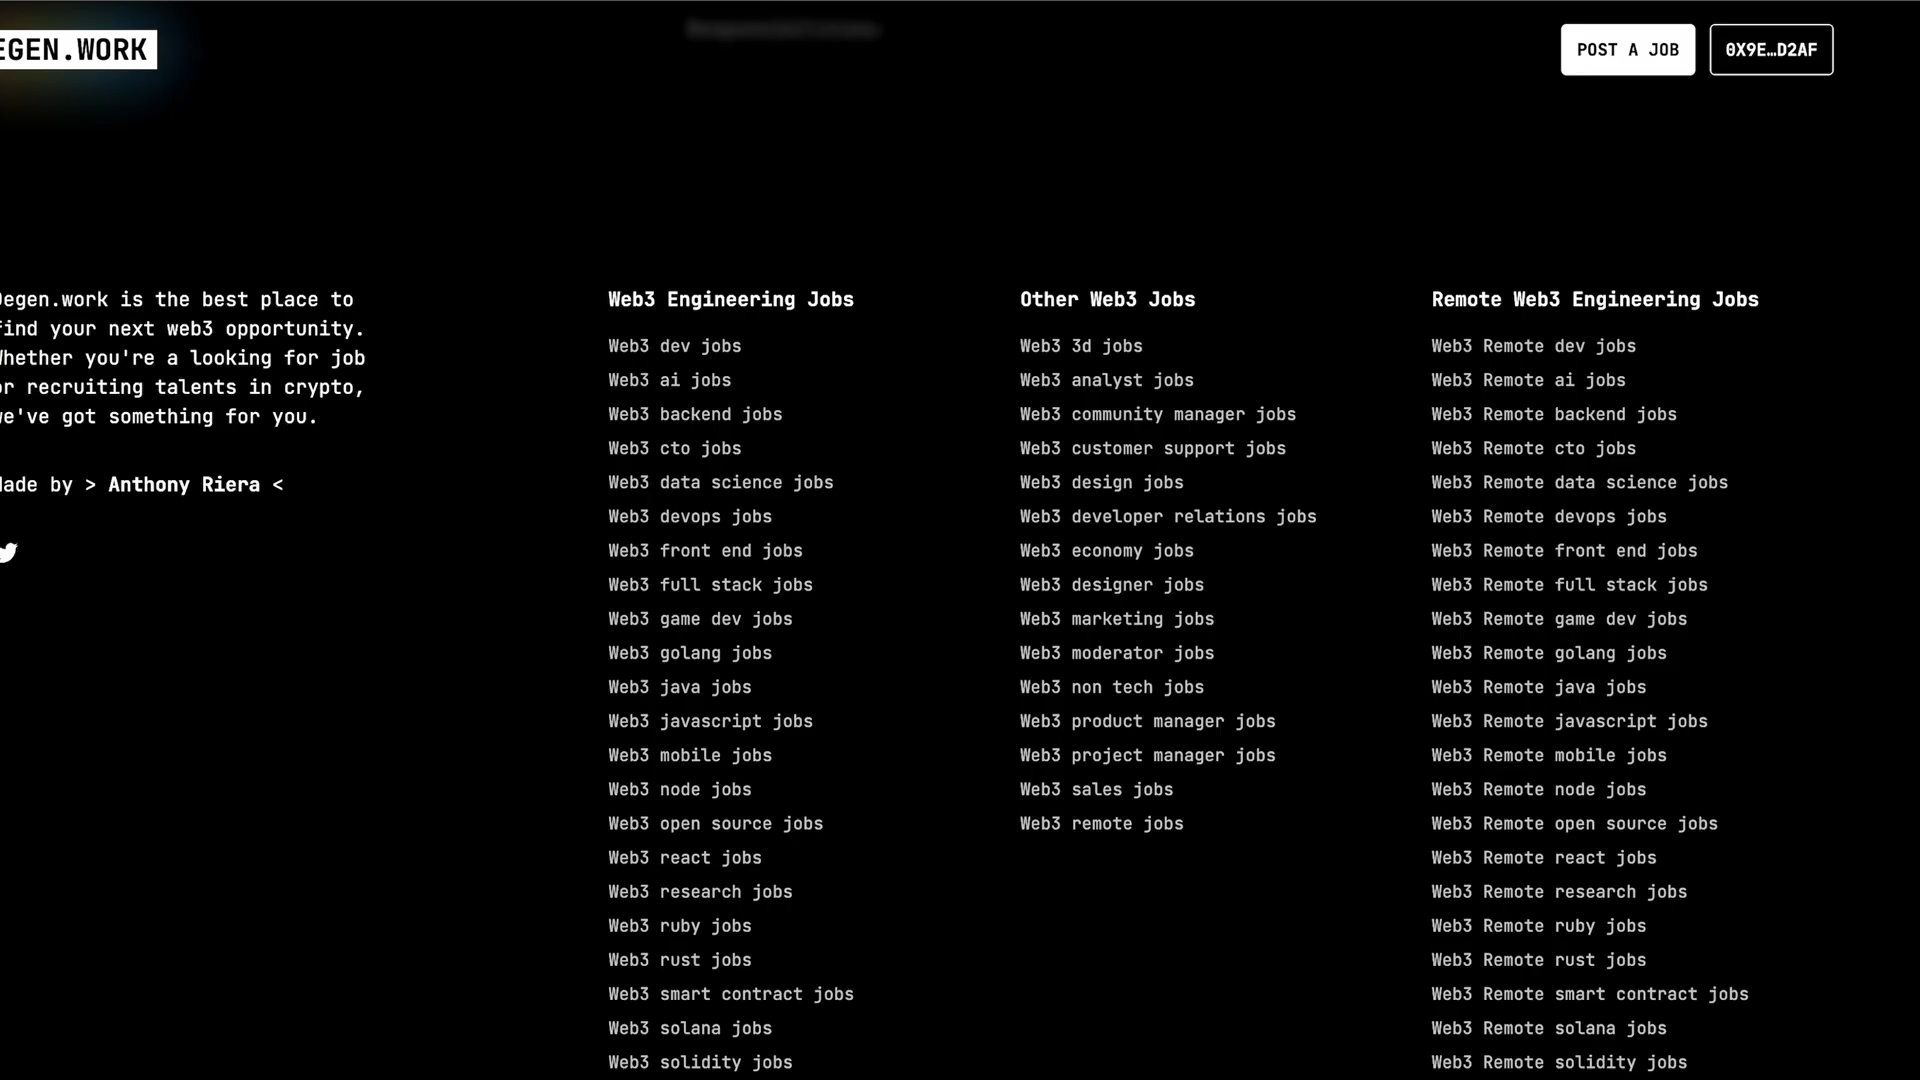 EGEN.WORK
POST A JOB
0X9E…D2AF
Degen.work is the best place to
find your next web3 opportunity.
Whether you're a looking for job
or recruiting talents in crypto,
we've got something for you.
Made by > Anthony Riera <
Web3 Engineering Jobs
Web3 dev jobs
Web3 ai jobs
Web3 backend jobs
Web3 cto jobs
Web3 data science jobs
Web3 devops jobs
Web3 front end jobs
Web3 full stack jobs
Web3 game dev jobs
Web3 golang jobs
Web3 java jobs
Web3 javascript jobs
Web3 mobile jobs
Web3 node jobs
Web3 open source jobs
Web3 react jobs
Web3 research jobs
Web3 ruby jobs
Web3 rust jobs
Web3 smart contract jobs
Web3 solana jobs
Web3 solidity jobs
Other Web3 Jobs
Web3 3d jobs
Web3 analyst jobs
Web3 community manager jobs
Web3 customer support jobs
Web3 design jobs
Web3 developer relations jobs
Web3 economy jobs
Web3 designer jobs
Web3 marketing jobs
Web3 moderator jobs
Web3 non tech jobs
Web3 product manager jobs
Web3 project manager jobs
Web3 sales jobs
Web3 remote jobs
Remote Web3 Engineering Jobs
Web3 Remote dev jobs
Web3 Remote ai jobs
Web3 Remote backend jobs
Web3 Remote cto jobs
Web3 Remote data science jobs
Web3 Remote devops jobs
Web3 Remote front end jobs
Web3 Remote full stack jobs
Web3 Remote game dev jobs
Web3 Remote golang jobs
Web3 Remote java jobs
Web3 Remote javascript jobs
Web3 Remote mobile jobs
Web3 Remote node jobs
Web3 Remote open source jobs
Web3 Remote react jobs
Web3 Remote research jobs
Web3 Remote ruby jobs
Web3 Remote rust jobs
Web3 Remote smart contract jobs
Web3 Remote solana jobs
Web3 Remote solidity jobs